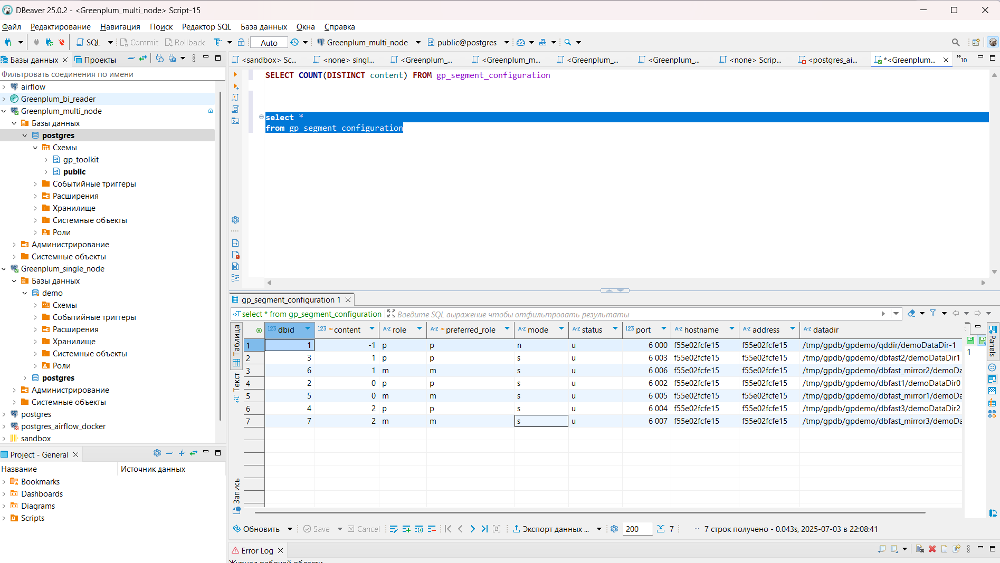 DBeaver 25.0.2 - <Greenplum_multi_node> Script-15
Файл Редактирование Навигация Поиск Редактор SQL База данных Окна Справка
SQL Commit Rollback Auto Greenplum_multi_node public@postgres
Базы данных Проекты
Фильтровать соединения по имени
airflow
Greenplum_bi_reader
Greenplum_multi_node
Базы данных
postgres
Схемы
gp_toolkit
public
Событийные триггеры
Расширения
Хранилище
Системные объекты
Роли
Администрирование
Системные объекты
Greenplum_single_node
Базы данных
demo
Схемы
Событийные триггеры
Расширения
Хранилище
Системные объекты
Роли
postgres
Администрирование
Системные объекты
postgres
postgres_airflow_docker
sandbox
Project - General
Название Источник данных
Bookmarks
Dashboards
Diagrams
Scripts
<sandbox> Sc... <none> singl... <Greenplum_... <Greenplum_m... <Greenplum_... <Greenplum_... <none> Scrip... <postgres_ai... *<Greenplum... »10
SELECT COUNT(DISTINCT content) FROM gp_segment_configuration
select *
from gp_segment_configuration
gp_segment_configuration 1
select * from gp_segment_configuration Введите SQL выражение чтобы отфильтровать результаты
Таблица
Текст
Запись
123 dbid 123 content A-Z role A-Z preferred_role A-Z mode A-Z status 123 port A-Z hostname A-Z address A-Z datadir
1 1 -1 p p n u 6 000 f55e02fcfe15 f55e02fcfe15 /tmp/gpdb/gpdemo/qddir/demoDataDir-1
2 3 1 p p s u 6 003 f55e02fcfe15 f55e02fcfe15 /tmp/gpdb/gpdemo/dbfast2/demoDataDir1
3 6 1 m m s u 6 006 f55e02fcfe15 f55e02fcfe15 /tmp/gpdb/gpdemo/dbfast_mirror2/demoDa
4 2 0 p p s u 6 002 f55e02fcfe15 f55e02fcfe15 /tmp/gpdb/gpdemo/dbfast1/demoDataDir0
5 5 0 m m s u 6 005 f55e02fcfe15 f55e02fcfe15 /tmp/gpdb/gpdemo/dbfast_mirror1/demoDa
6 4 2 p p s u 6 004 f55e02fcfe15 f55e02fcfe15 /tmp/gpdb/gpdemo/dbfast3/demoDataDir2
7 7 2 m m s u 6 007 f55e02fcfe15 f55e02fcfe15 /tmp/gpdb/gpdemo/dbfast_mirror3/demoDa
1
Panels
Обновить Save Cancel Экспорт данных ... 200 7 ... 7 строк получено - 0.043s, 2025-07-03 в 22:08:41
Error Log
Журнал рабочей области